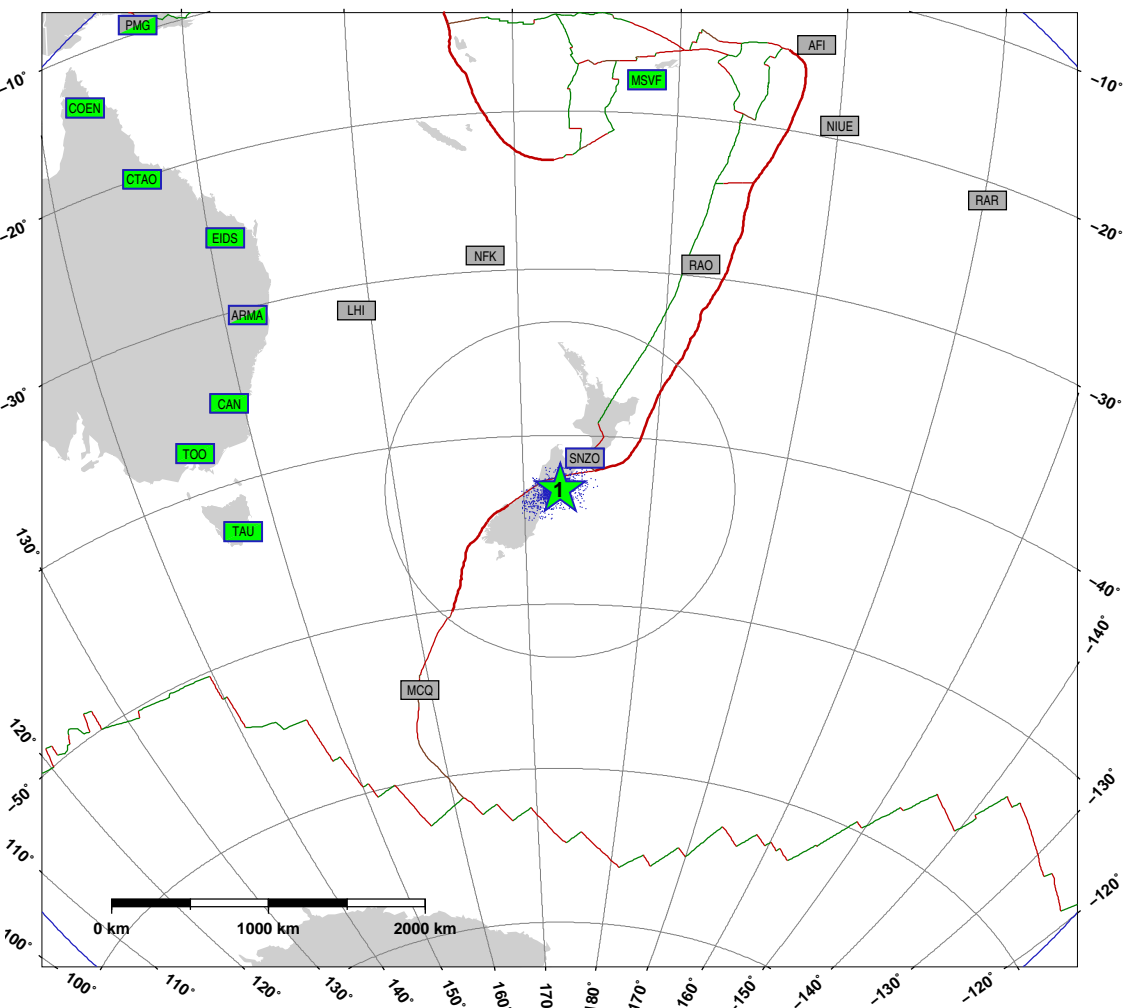 PMG
AFI
MSVF
−10°
−10°
COEN
NIUE
CTAO
RAR
−20°
−20°
EIDS
NFK
RAO
LHI
ARMA
−30°
−30°
CAN
TOO
SNZO
1
TAU
130°
−40°
−140°
MCQ
120°
−50°
−130°
110°
−120°
0 km 1000 km 2000 km
100°
100° 110° 120° 130° 140° 150° 160° 170° 180° −170° −160° −150° −140° −130° −120°